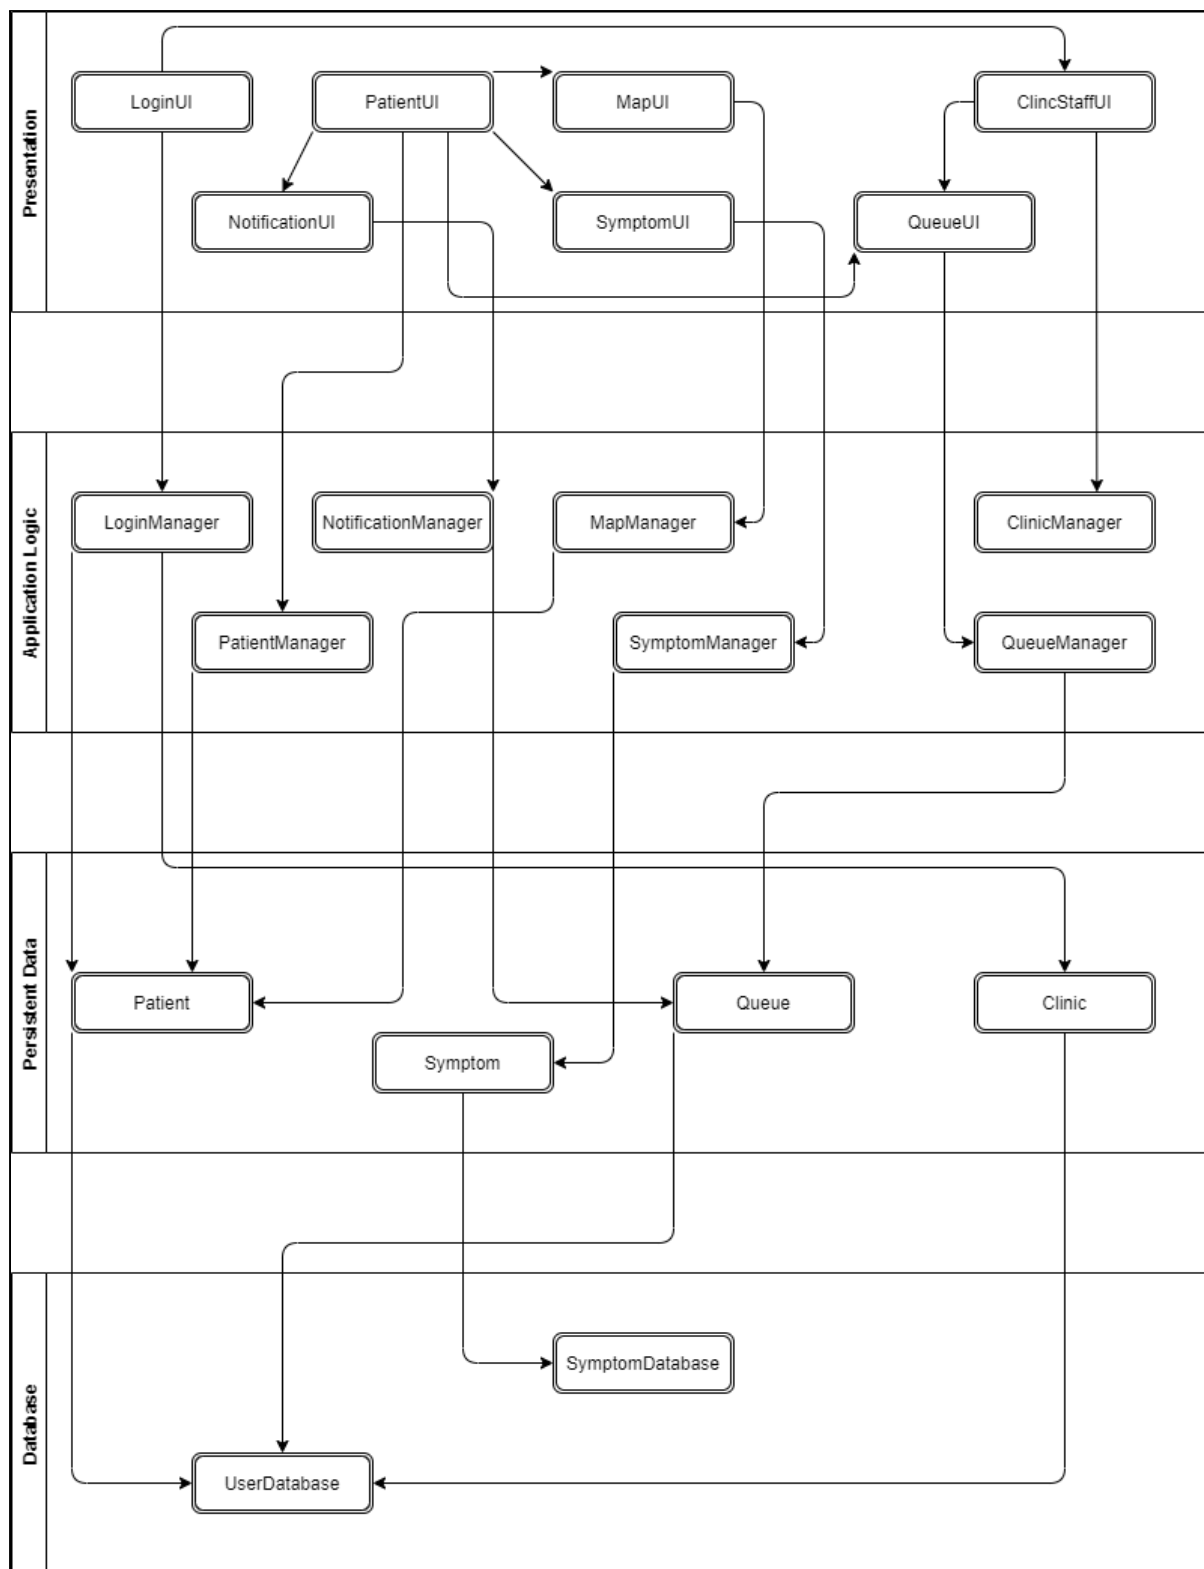 Presentation
LoginUI
PatientUI
MapUI
ClincStaffUI
NotificationUI
SymptomUI
QueueUI
Application Logic
LoginManager
NotificationManager
MapManager
ClinicManager
PatientManager
SymptomManager
QueueManager
Persistent Data
Patient
Queue
Clinic
Symptom
Database
SymptomDatabase
UserDatabase